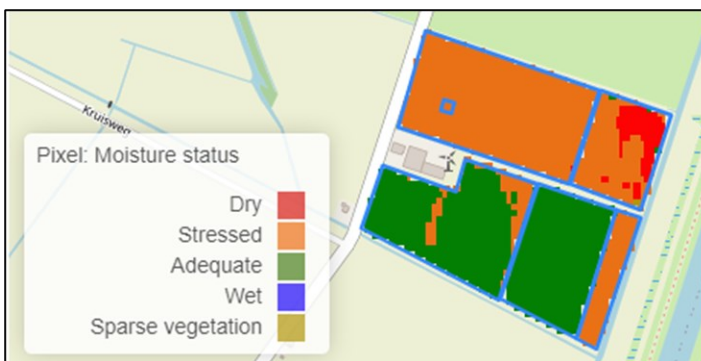 Kruisweg
Pixel: Moisture status
Dry
Stressed
Adequate
Wet
Sparse vegetation